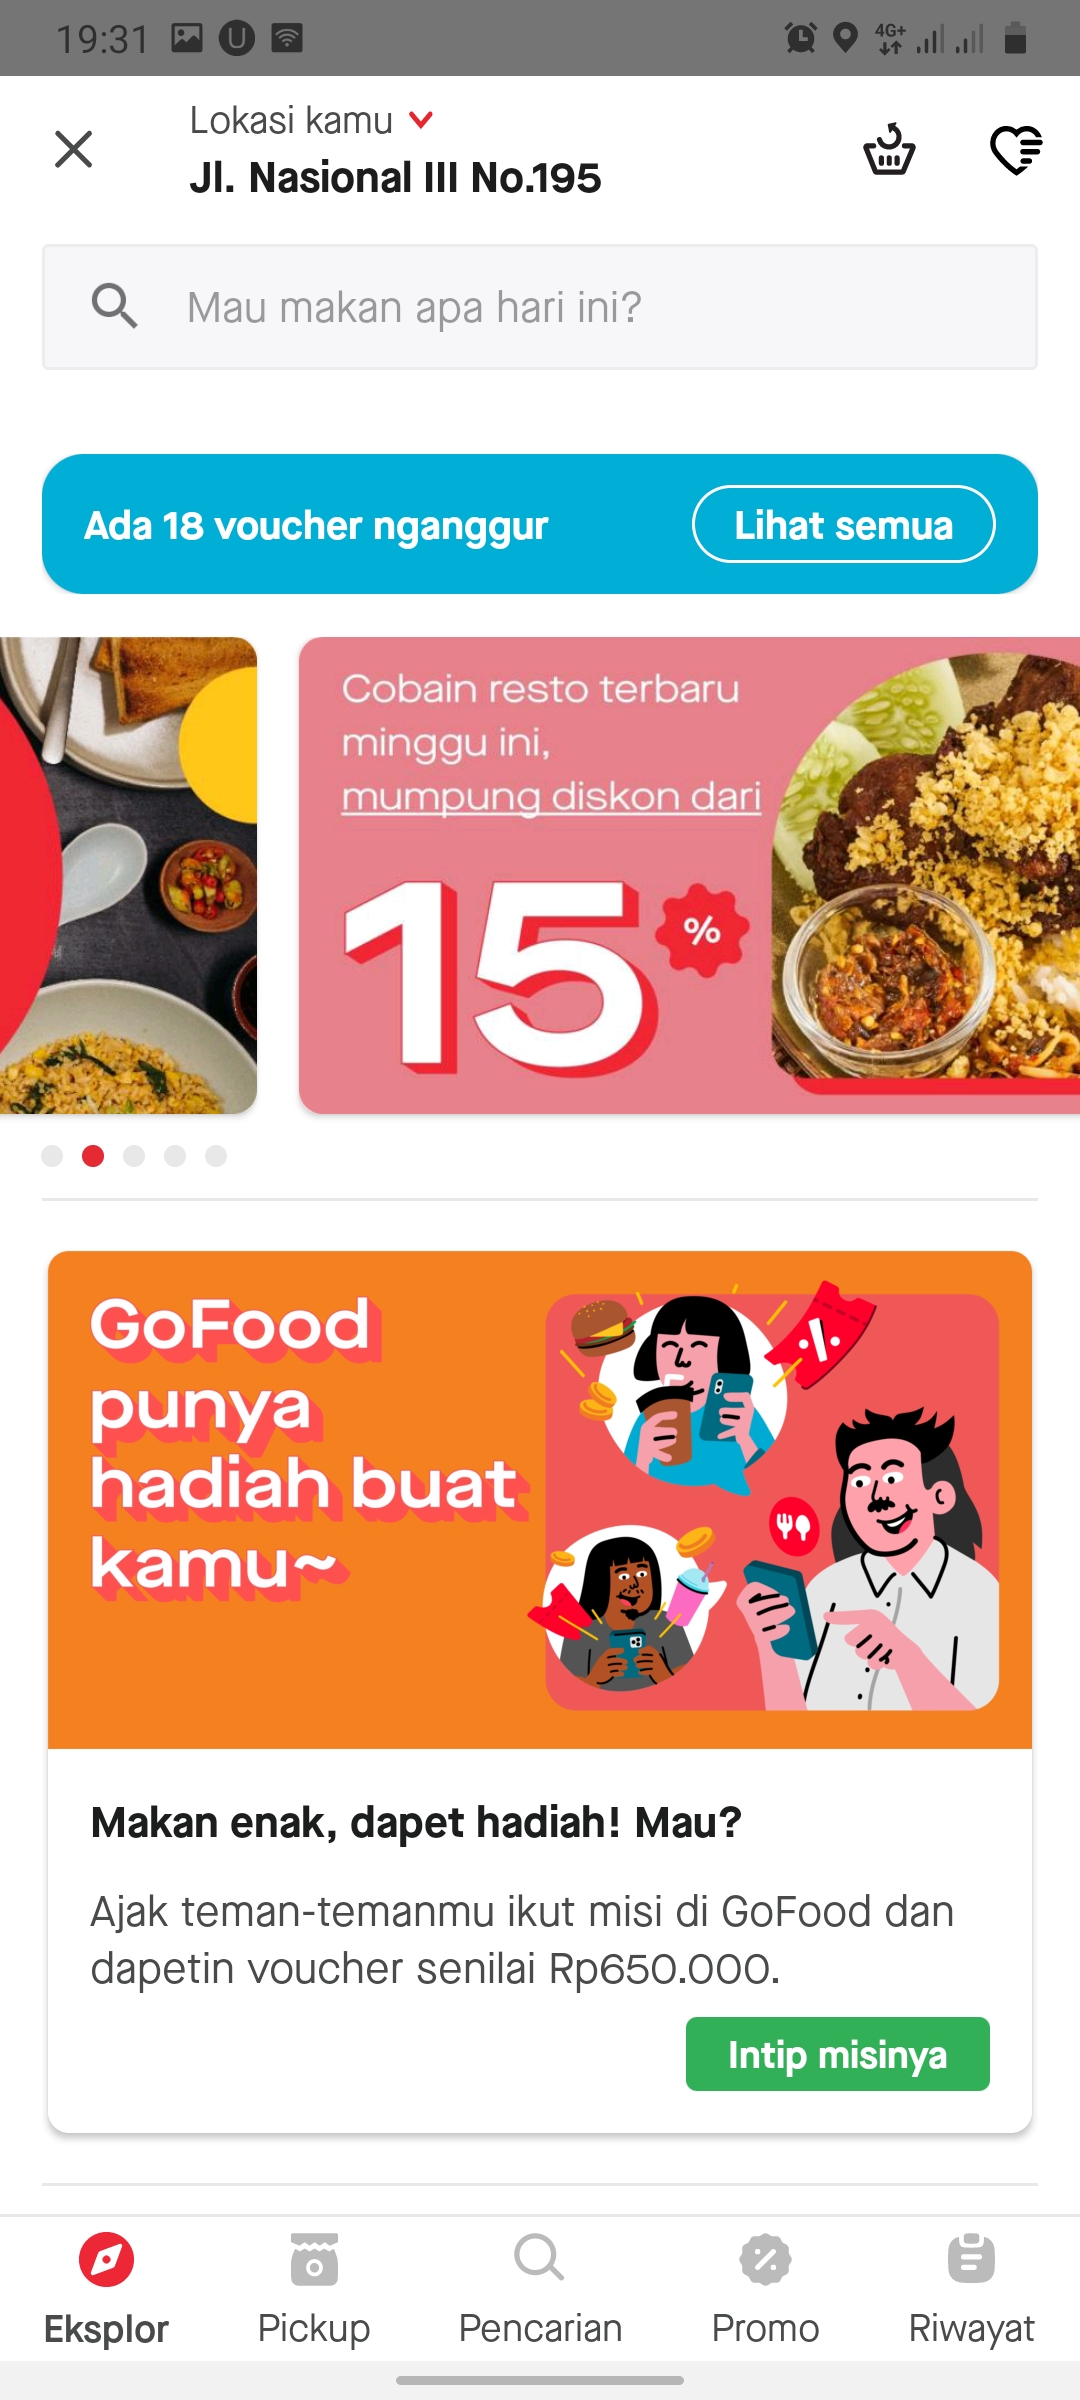 19:31
4G+
Lokasi kamu
Jl. Nasional III No.195
Mau makan apa hari ini?
Ada 18 voucher nganggur
Lihat semua
Cobain resto terbaru
minggu ini,
mumpung diskon dari
15%
GoFood
punya
hadiah buat
kamu~
Makan enak, dapet hadiah! Mau?
Ajak teman-temanmu ikut misi di GoFood dan
dapetin voucher senilai Rp650.000.
Intip misinya
Eksplor
Pickup
Pencarian
Promo
Riwayat